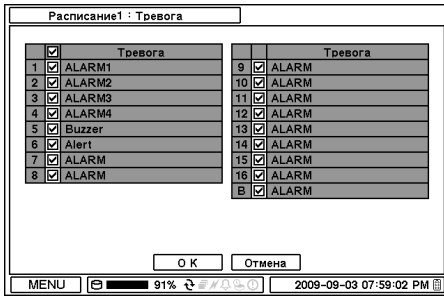 Расписание1 : Тревога
Тревога
1 ALARM1
2 ALARM2
3 ALARM3
4 ALARM4
5 Buzzer
6 Alert
7 ALARM
8 ALARM
Тревога
9 ALARM
10 ALARM
11 ALARM
12 ALARM
13 ALARM
14 ALARM
15 ALARM
16 ALARM
B ALARM
O K Отмена
MENU 91% 2009-09-03 07:59:02 PM